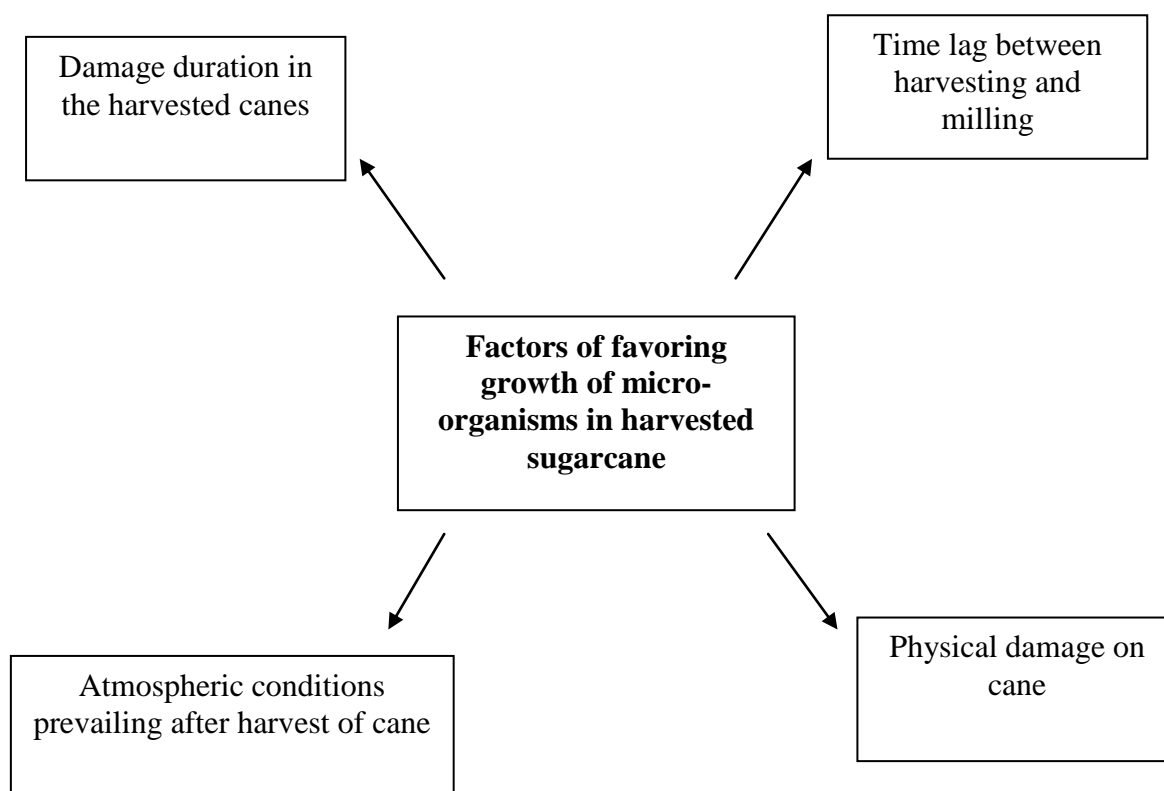 Damage duration in
the harvested canes
Time lag between
harvesting and
milling
Factors of favoring
growth of micro-
organisms in harvested
sugarcane
Atmospheric conditions
prevailing after harvest of cane
Physical damage on
cane